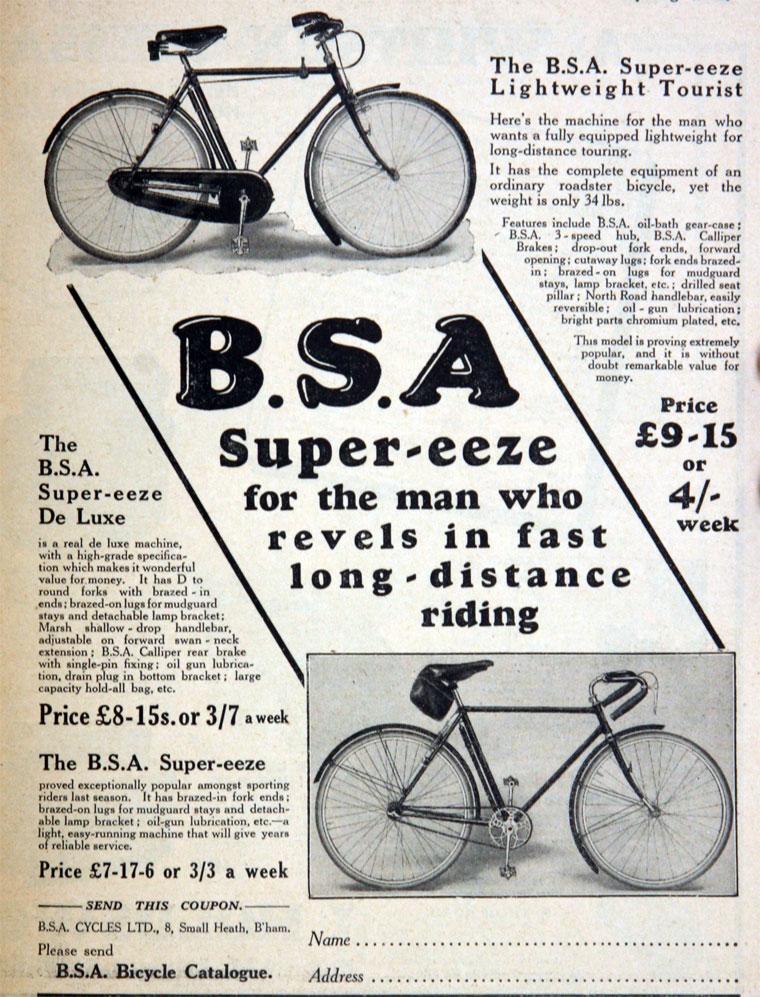 The B.S.A. Super-eeze
Lightweight Tourist
Here's the machine for the man who
wants a fully equipped lightweight for
long-distance touring.
It has the complete equipment of an
ordinary roadster bicycle, yet the
weight is only 34 lbs.
Features include B.S.A. oil-bath gear-case;
B.S.A. 3-speed hub, B.S.A. Calliper
Brakes; drop-out fork ends, forward
opening; cutaway lugs; fork ends brazed-
in; brazed-on lugs for mudguard
stays, lamp bracket, etc.; drilled seat
pillar; North Road handlebar, easily
reversible; oil-gun lubrication;
bright parts chromium plated, etc.
This model is proving extremely
popular, and it is without
doubt remarkable value for
money.
Price
£9-15
or
4/-
week
B.S.A
Super-eeze
for the man who
revels in fast
long-distance
riding
The
B.S.A.
Super-eeze
De Luxe
is a real de luxe machine,
with a high-grade specifica-
tion which makes it wonderful
value for money. It has D to
round forks with brazed-in
ends; brazed-on lugs for mudguard
stays and detachable lamp bracket;
Marsh shallow-drop handlebar,
adjustable on forward swan-neck
extension; B.S.A. Calliper rear brake
with single-pin fixing; oil gun lubrica-
tion, drain plug in bottom bracket; large
capacity hold-all bag, etc.
Price £8-15s. or 3/7 a week
The B.S.A. Super-eeze
proved exceptionally popular amongst sporting
riders last season. It has brazed-in fork ends;
brazed-on lugs for mudguard stays and detach-
able lamp bracket; oil-gun lubrication, etc.—a
light, easy-running machine that will give years
of reliable service.
Price £7-17-6 or 3/3 a week
SEND THIS COUPON.
B.S.A. CYCLES LTD., 8, Small Heath, B'ham.
Please send
B.S.A. Bicycle Catalogue.
Name
Address